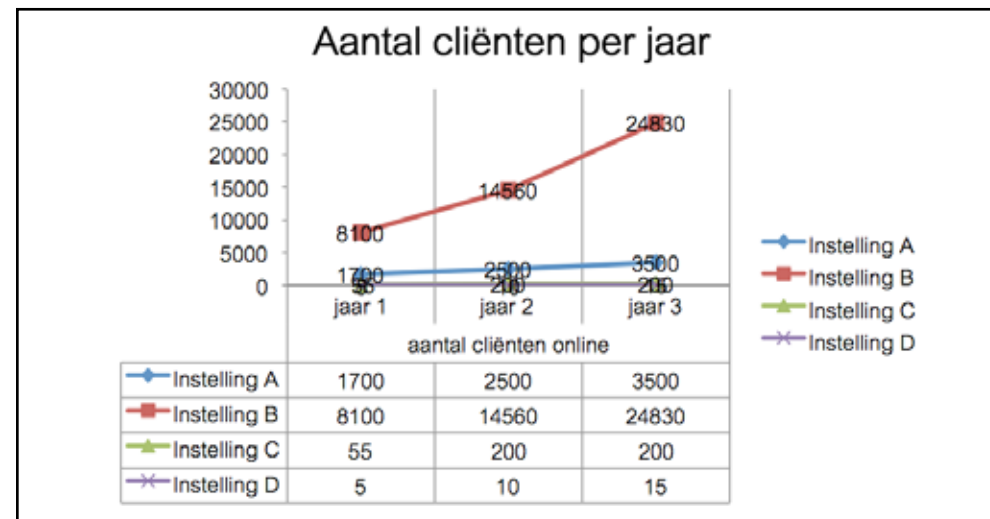 Aantal cliënten per jaar
30000
25000
20000
15000
10000
5000
0
24830
14560
8100
3500
2500
1700
jaar 1 jaar 2 jaar 3
aantal cliënten online
Instelling A
Instelling B
Instelling C
Instelling D
Instelling A 1700 2500 3500
Instelling B 8100 14560 24830
Instelling C 55 200 200
Instelling D 5 10 15